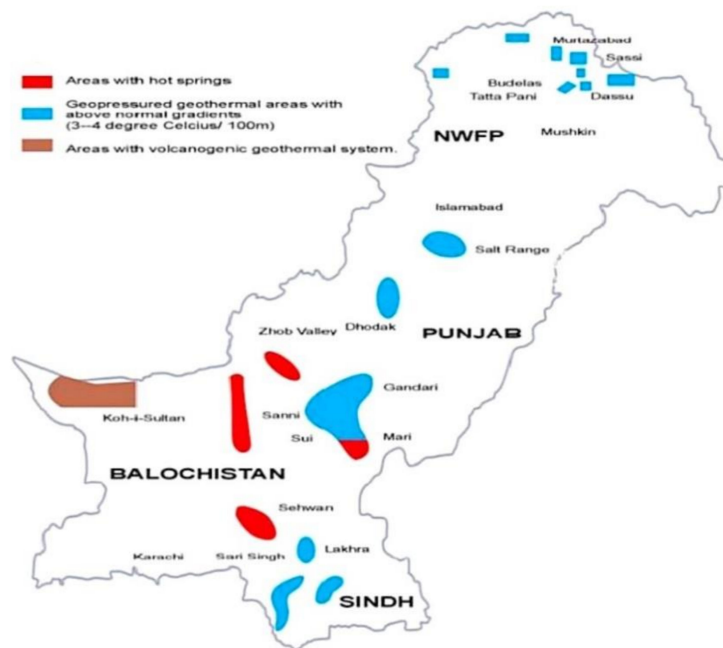 Areas with hot springs
Geopressured geothermal areas with
above normal gradients
(3--4 degree Celcius/ 100m)
Areas with volcanogenic geothermal system.
Murtazabad
Sassi
Budelas
Tatta Pani
Dassu
NWFP
Mushkin
Islamabad
Salt Range
Zhob Valley
Dhodak
PUNJAB
Gandari
Koh-i-Sultan
Sanni
Sui
Mari
BALOCHISTAN
Sehwan
Karachi
Sari Singh
Lakhra
SINDH